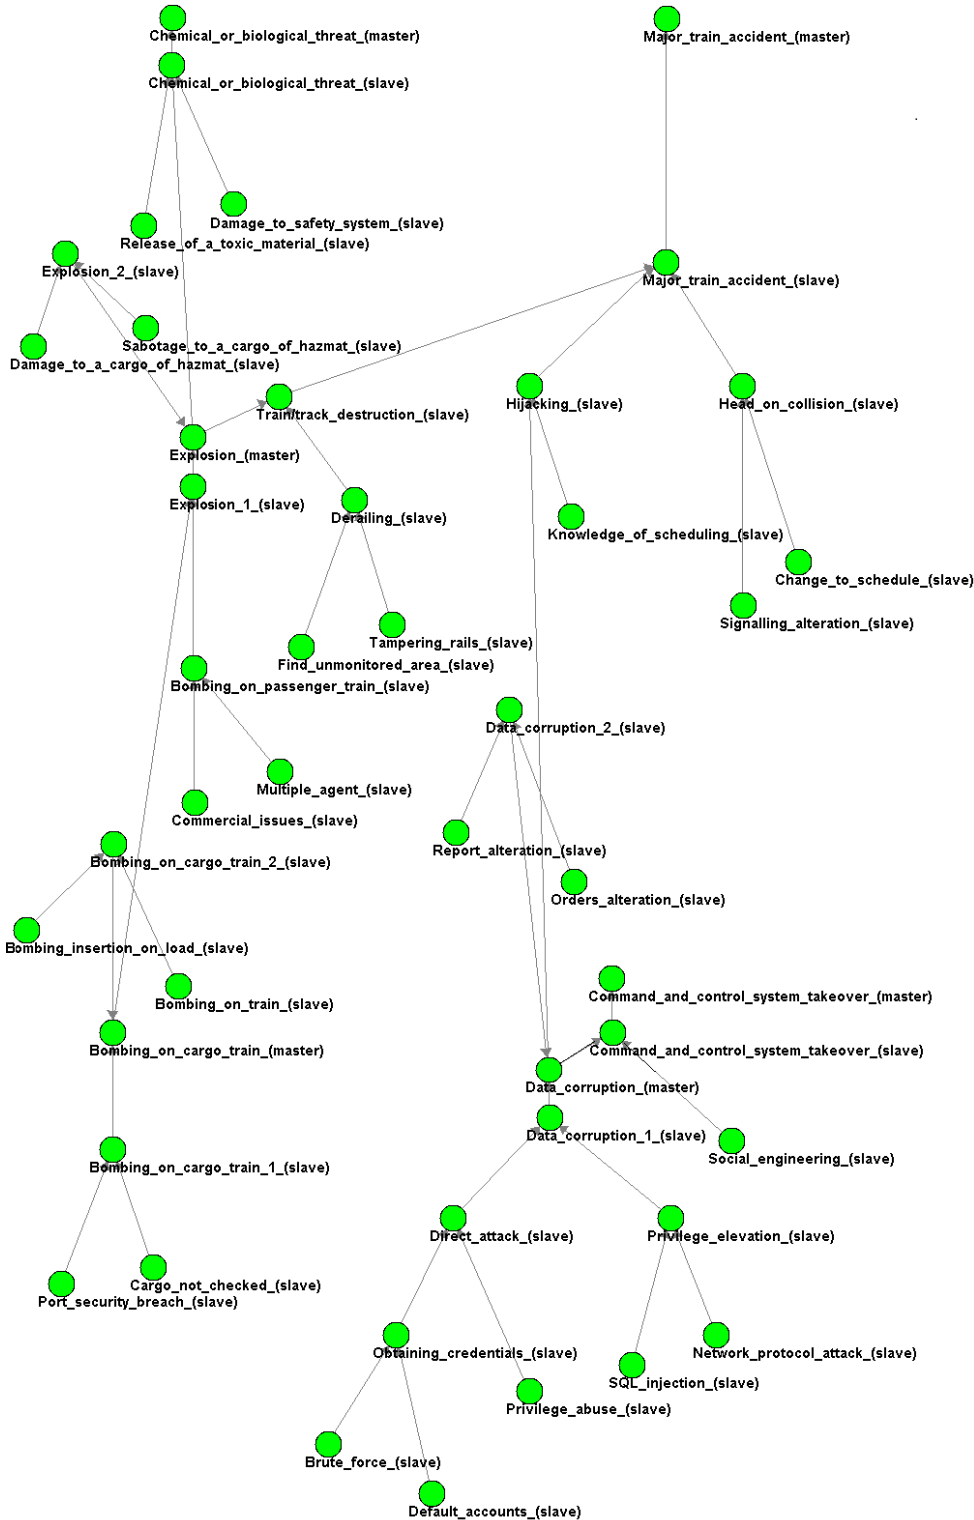 Chemical_or_biological_threat_(master)
Major_train_accident_(master)
Chemical_or_biological_threat_(slave)
Damage_to_safety_system_(slave)
Release_of_a_toxic_material_(slave)
Explosion_2_(slave)
Major_train_accident_(slave)
Sabotage_to_a_cargo_of_hazmat_(slave)
Damage_to_a_cargo_of_hazmat_(slave)
Hijacking_(slave)
Head_on_collision_(slave)
Train/track_destruction_(slave)
Explosion_(master)
Explosion_1_(slave)
Derailing_(slave)
Knowledge_of_scheduling_(slave)
Change_to_schedule_(slave)
Signalling_alteration_(slave)
Tampering_rails_(slave)
Find_unmonitored_area_(slave)
Bombing_on_passenger_train_(slave)
Data_corruption_2_(slave)
Multiple_agent_(slave)
Commercial_issues_(slave)
Report_alteration_(slave)
Bombing_on_cargo_train_2_(slave)
Orders_alteration_(slave)
Bombing_insertion_on_load_(slave)
Command_and_control_system_takeover_(master)
Bombing_on_train_(slave)
Bombing_on_cargo_train_(master)
Command_and_control_system_takeover_(slave)
Data_corruption_(master)
Data_corruption_1_(slave)
Social_engineering_(slave)
Bombing_on_cargo_train_1_(slave)
Direct_attack_(slave)
Privilege_elevation_(slave)
Cargo_not_checked_(slave)
Port_security_breach_(slave)
Obtaining_credentials_(slave)
Network_protocol_attack_(slave)
SQL_injection_(slave)
Privilege_abuse_(slave)
Brute_force_(slave)
Default_accounts_(slave)